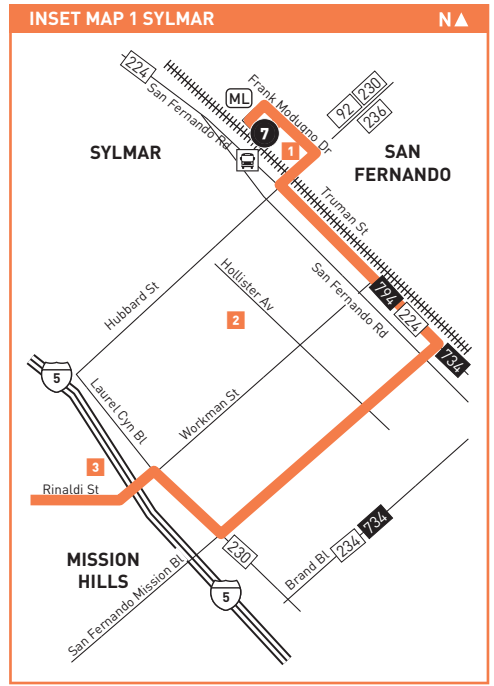 INSET MAP 1 SYLMAR
N
224
San Fernando Rd
ML
Frank Modugno Dr
92
230
236
7
1
SYLMAR
SAN
FERNANDO
Truman St
Hubbard St
Hollister Av
San Fernando Rd
794
224
734
2
5
Laurel Cyn Bl
Workman St
3
Rinaldi St
MISSION
HILLS
San Fernando Mission Bl
230
5
Brand Bl
234
734